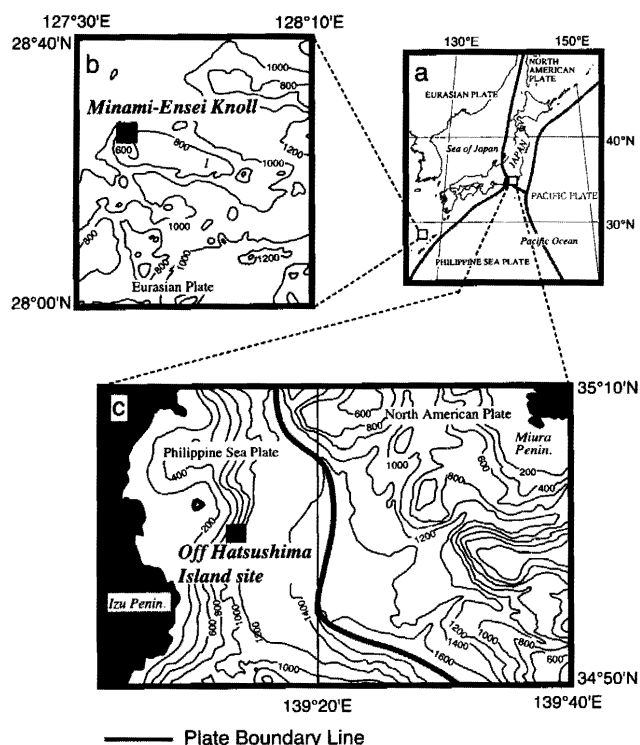 127°30'E
128°10'E
28°40'N
b
1000
800
1000
Minami-Ensei Knoll
600
800
1000
1200
1000
800
1000
800
1000
1200
Eurasian Plate
28°00'N
a
130°E
150°E
NORTH
AMERICAN
PLATE
EURASIAN PLATE
40°N
Sea of Japan
JAPAN
PACIFIC PLATE
30°N
Pacific Ocean
PHILIPPINE SEA PLATE
c
35°10'N
600
800
North American Plate
Philippine Sea Plate
400
Miura
Penin.
1000
800
600
200
400
200
1200
Off Hatsushima
Island site
Izu Penin.
600
800
1000
1200
1400
1200
1400
1000
800
1600
600
1000
34°50'N
139°20'E
139°40'E
Plate Boundary Line